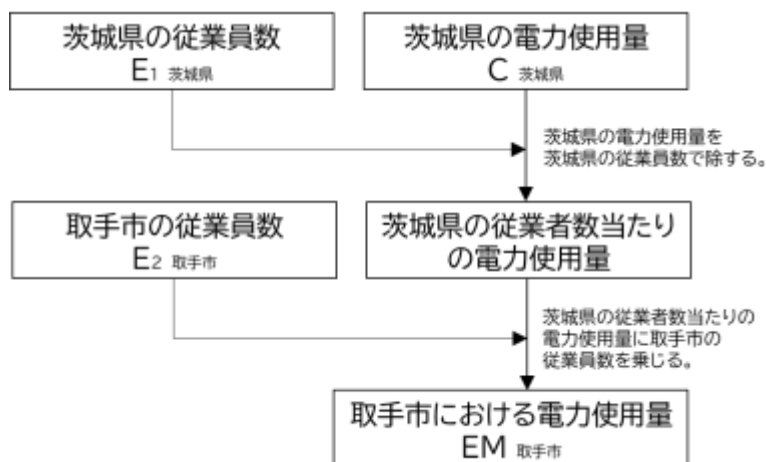 茨城県の従業員数
E1 茨城県
茨城県の電力使用量
C 茨城県
茨城県の電力使用量を
茨城県の従業員数で除する。
取手市の従業員数
E2 取手市
茨城県の従業者数当たり
の電力使用量
茨城県の従業者数当たりの
電力使用量に取手市の
従業員数を乗じる。
取手市における電力使用量
EM 取手市